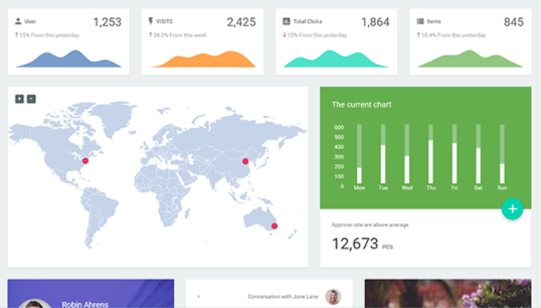 User 1,253
15% From this yesterday
VISITS 2,425
34.2% From this week
Total Clicks 1,864
15% From this yesterday
Items 845
10.4% From this yesterday
+ -
The current chart
600
500
400
300
200
100
0
Mon Tue Wed Thu Fri Sat Sun
+
Approve rate are above average
12,673 PCS
Robin Ahrens
Conversation with June Lane